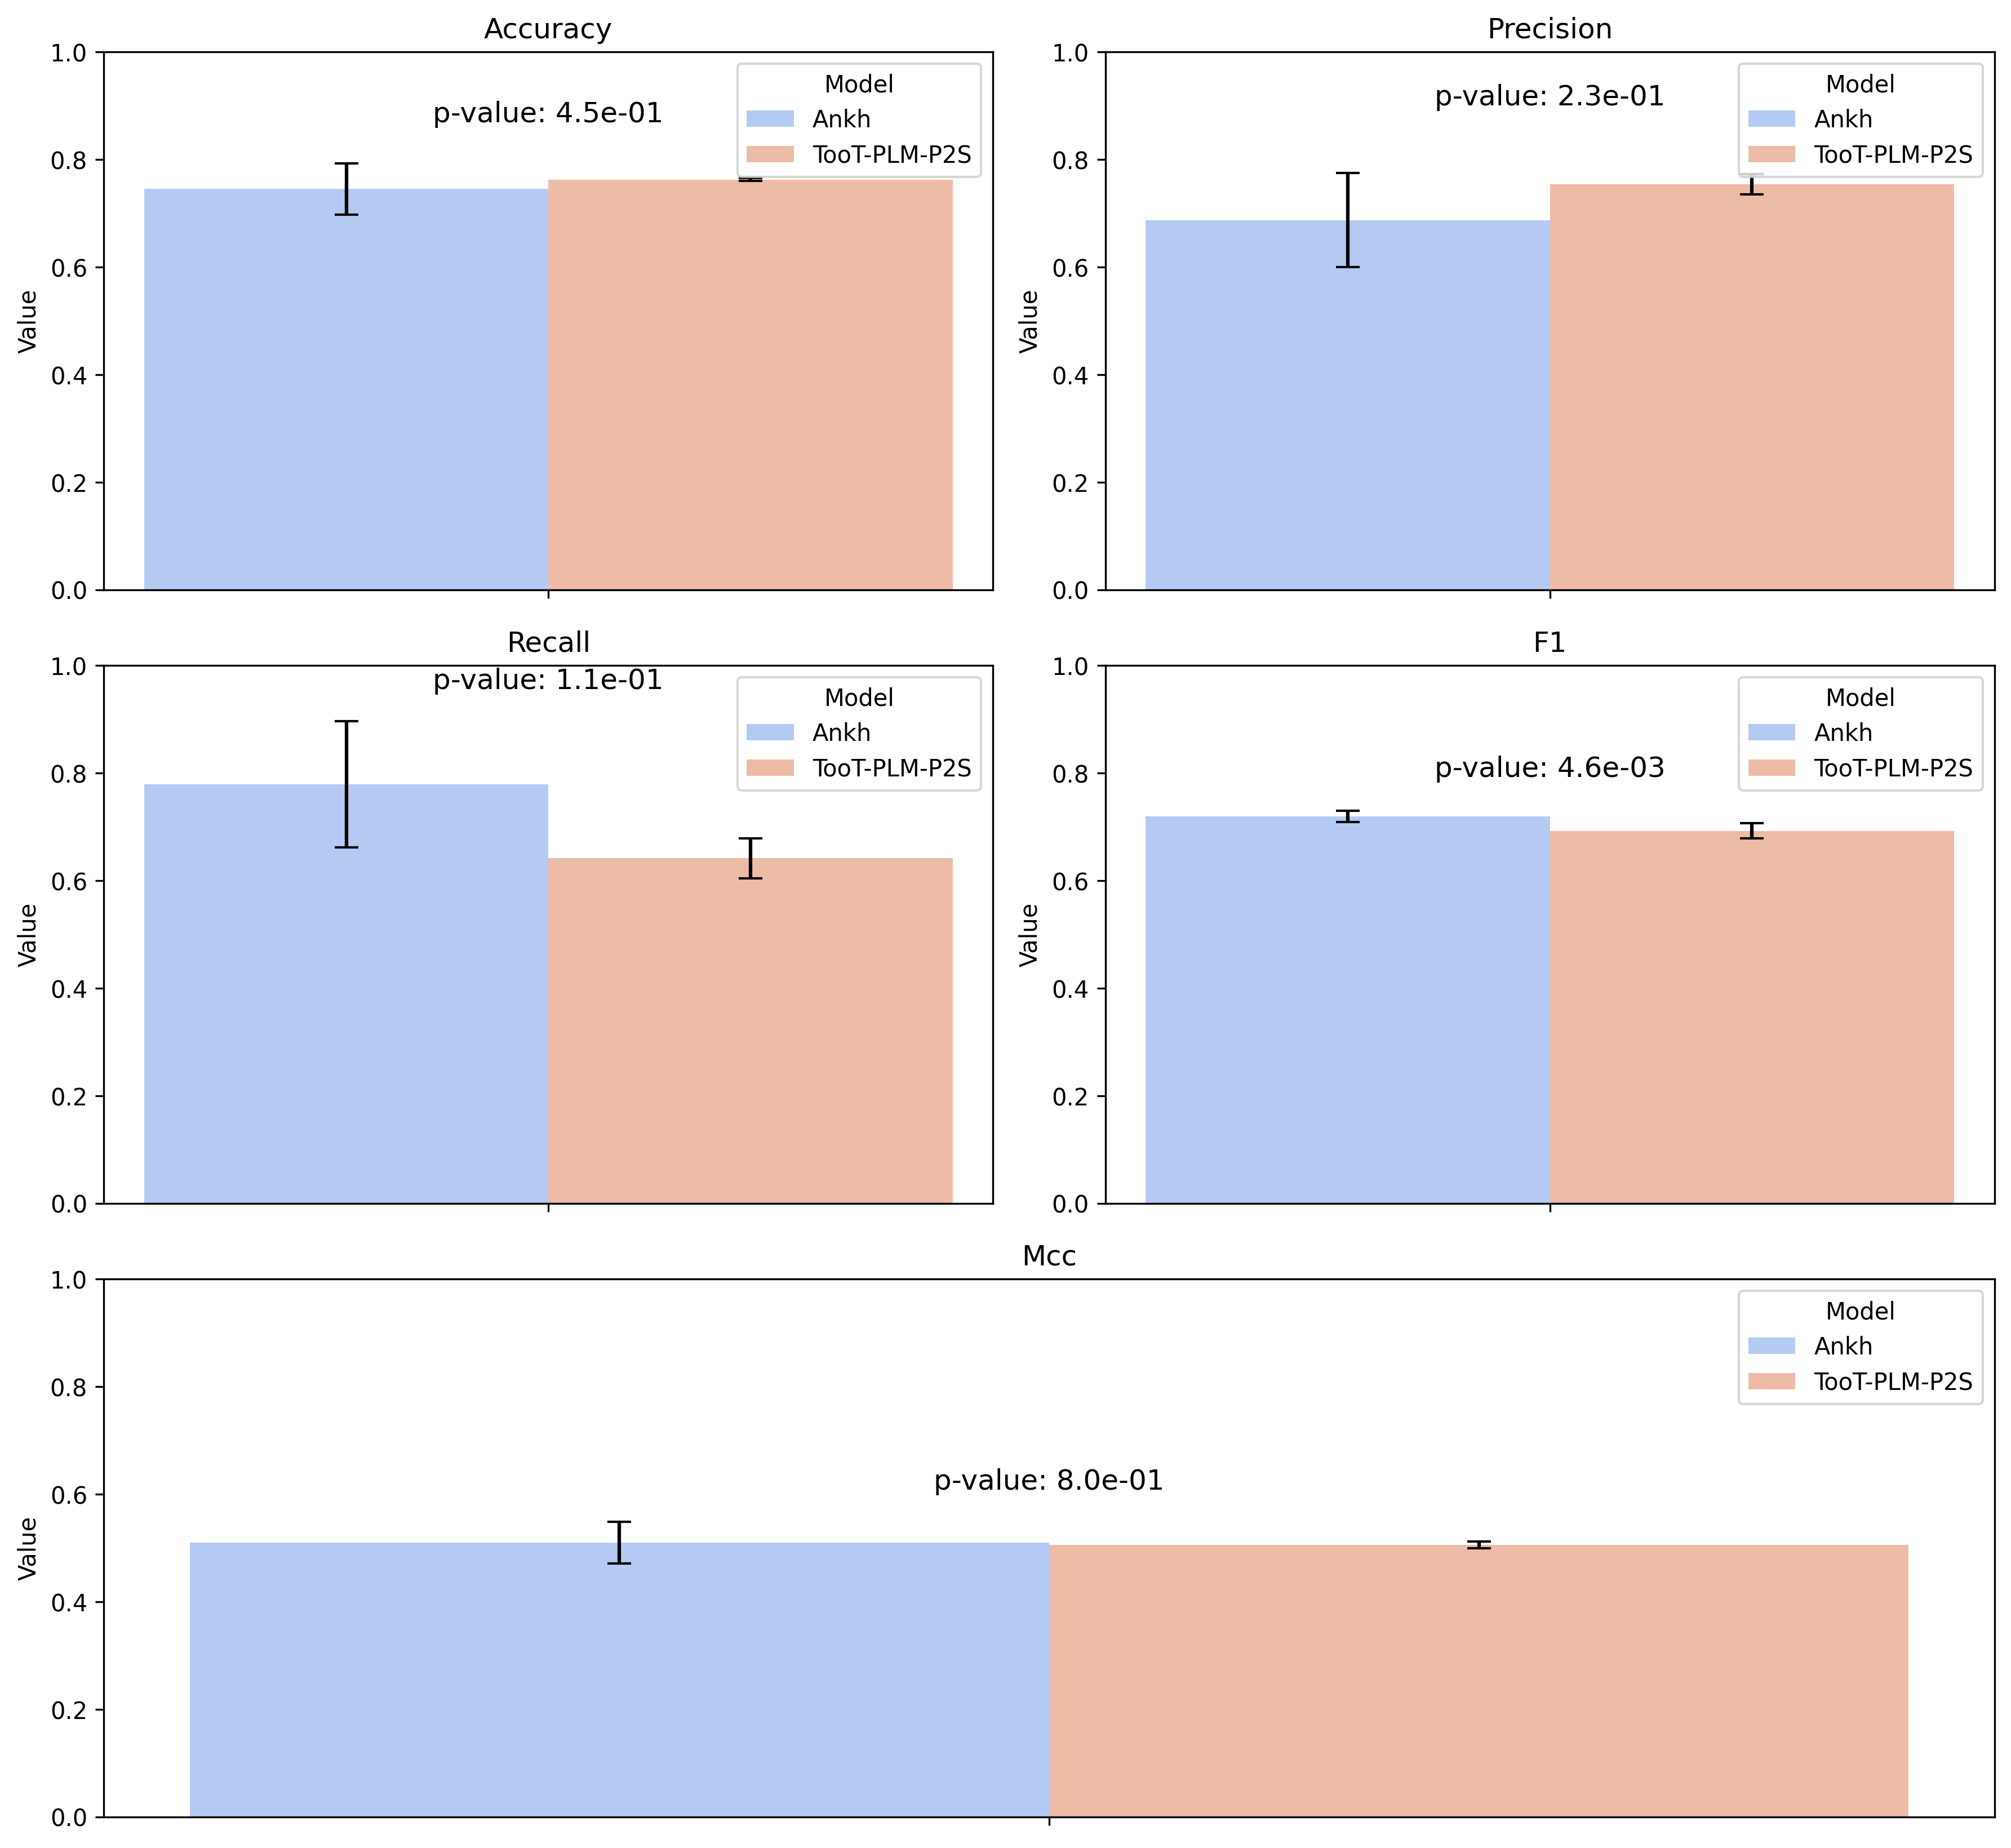 Accuracy
1.0
0.8
0.6
0.4
0.2
0.0
Value
p-value: 4.5e-01
Model
Ankh
TooT-PLM-P2S
Precision
1.0
0.8
0.6
0.4
0.2
0.0
Value
p-value: 2.3e-01
Model
Ankh
TooT-PLM-P2S
Recall
1.0
0.8
0.6
0.4
0.2
0.0
Value
p-value: 1.1e-01
Model
Ankh
TooT-PLM-P2S
F1
1.0
0.8
0.6
0.4
0.2
0.0
Value
p-value: 4.6e-03
Model
Ankh
TooT-PLM-P2S
Mcc
1.0
0.8
0.6
0.4
0.2
0.0
Value
p-value: 8.0e-01
Model
Ankh
TooT-PLM-P2S